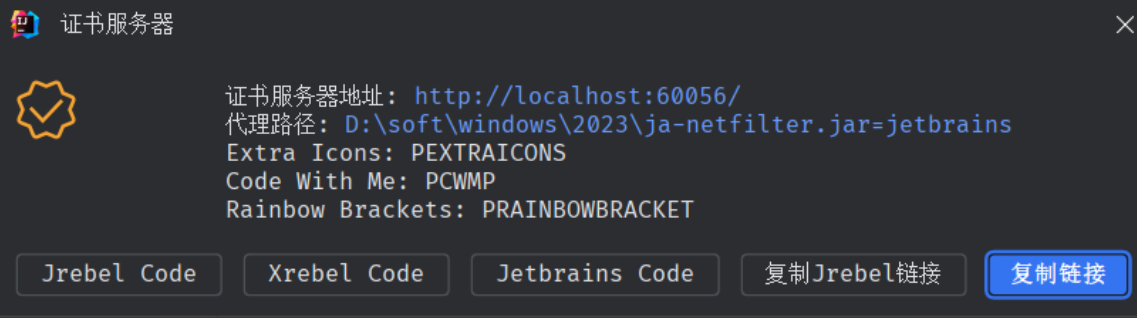 证书服务器
证书服务器地址: http://localhost:60056/
代理路径: D:\soft\windows\2023\ja-netfilter.jar=jetbrains
Extra Icons: PEXTRAICONS
Code With Me: PCWMP
Rainbow Brackets: PRAINBOWBRACKET
Jrebel Code Xrebel Code Jetbrains Code 复制Jrebel链接 复制链接